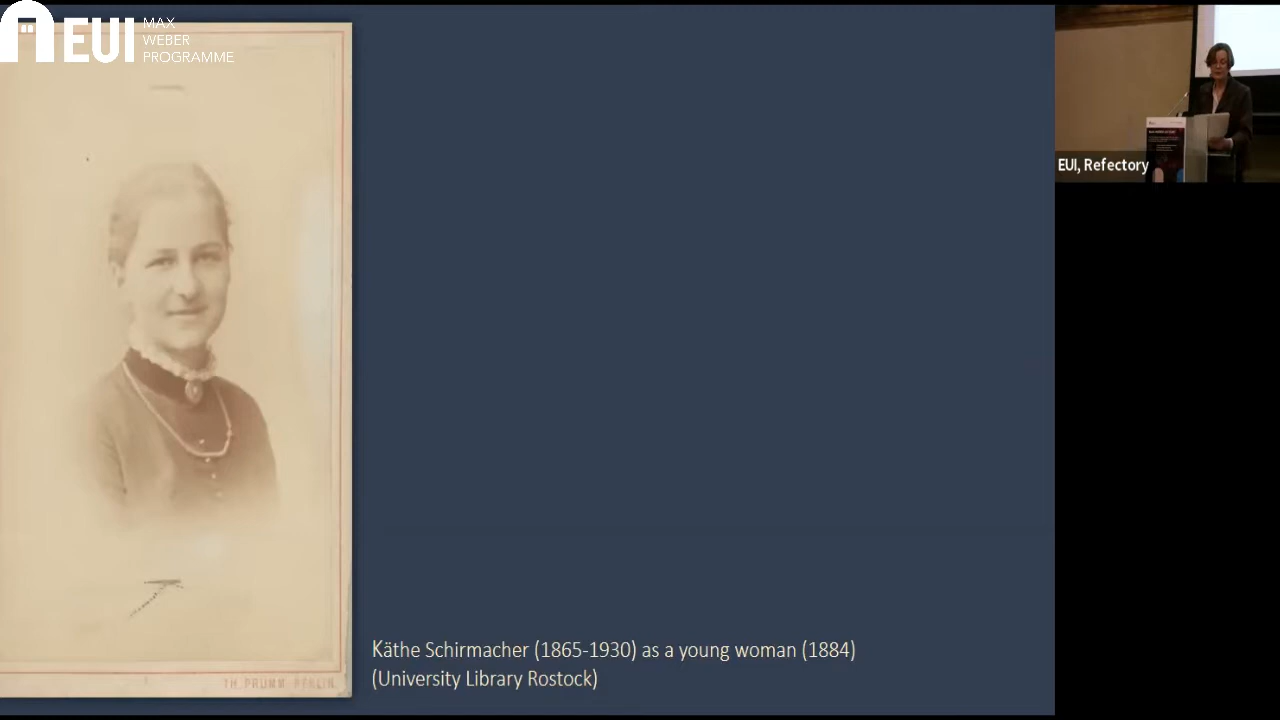 EUI
MAX
WEBER
PROGRAMME
EUI, Refectory
Käthe Schirmacher (1865-1930) as a young woman (1884)
(University Library Rostock)
TH. PRÜMM. BERLIN.